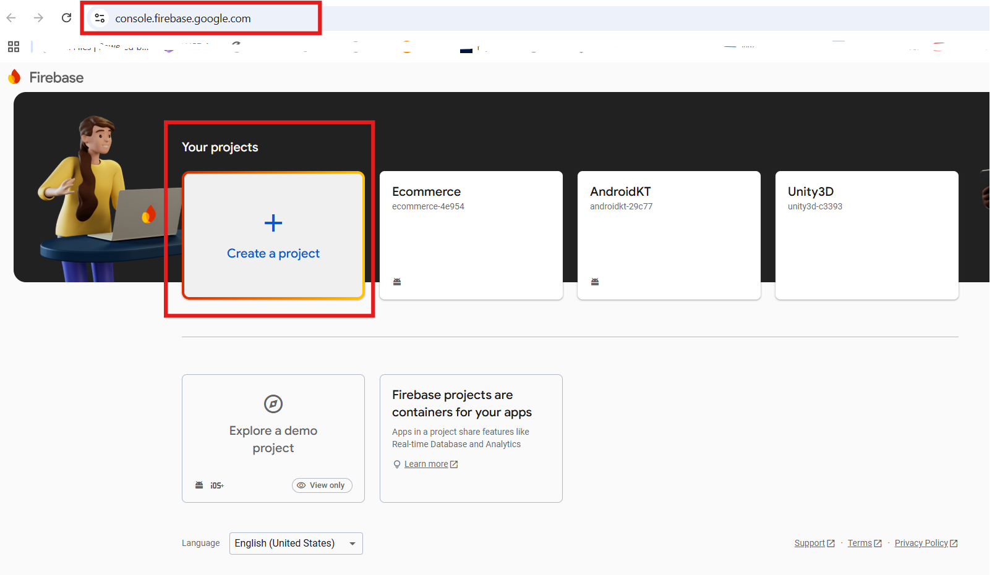 console.firebase.google.com
Firebase
Your projects
Create a project
Ecommerce
ecommerce-4e954
AndroidKT
androidkt-29c77
Unity3D
unity3d-c3393
Explore a demo
project
iOS+
View only
Firebase projects are
containers for your apps
Apps in a project share features like
Real-time Database and Analytics
Learn more
Language
English (United States)
Support · Terms · Privacy Policy